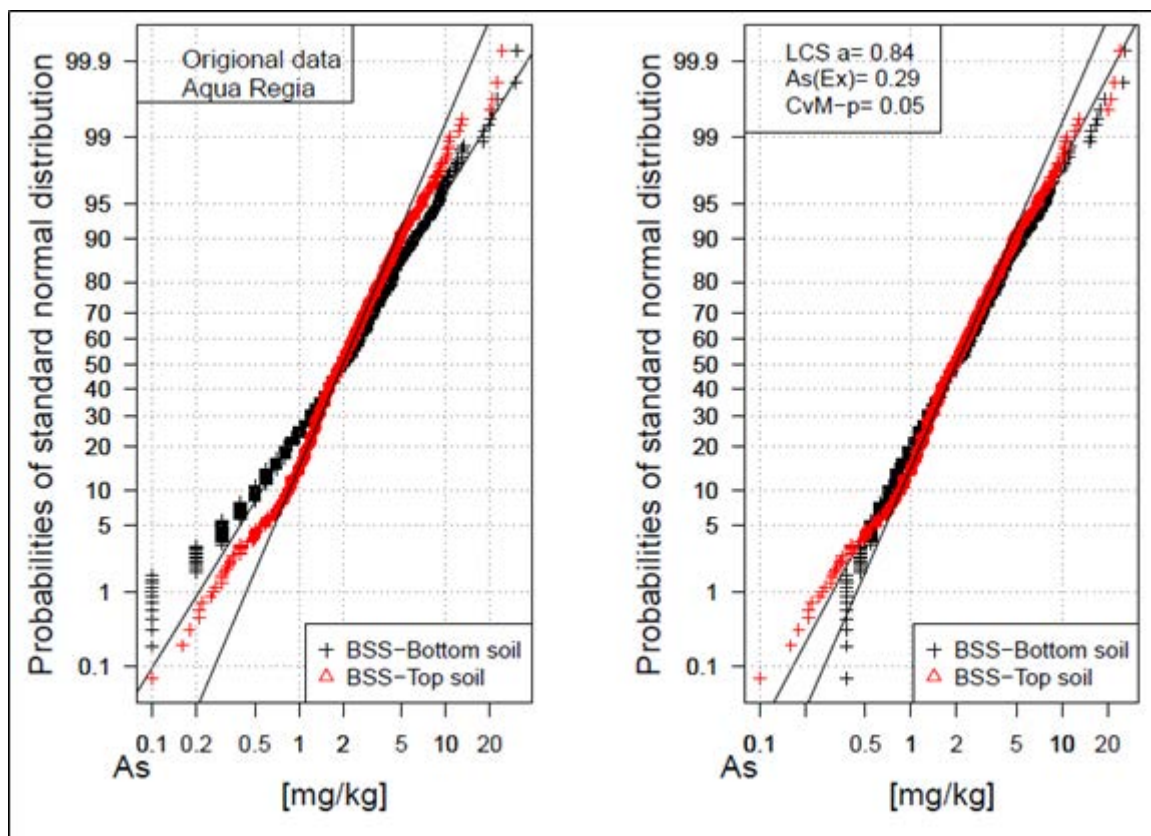 Origional data
Aqua Regia
Probabilities of standard normal distribution
99.9
99
95
90
80
70
60
50
40
30
20
10
5
1
0.1
+ BSS-Bottom soil
△ BSS-Top soil
0.1 0.2 0.5 1 2 5 10 20
As
[mg/kg]
LCS a= 0.84
As(Ex)= 0.29
CvM-p= 0.05
Probabilities of standard normal distribution
99.9
99
95
90
80
70
60
50
40
30
20
10
5
1
0.1
+ BSS-Bottom soil
△ BSS-Top soil
0.1 0.5 1 2 5 10 20
As
[mg/kg]